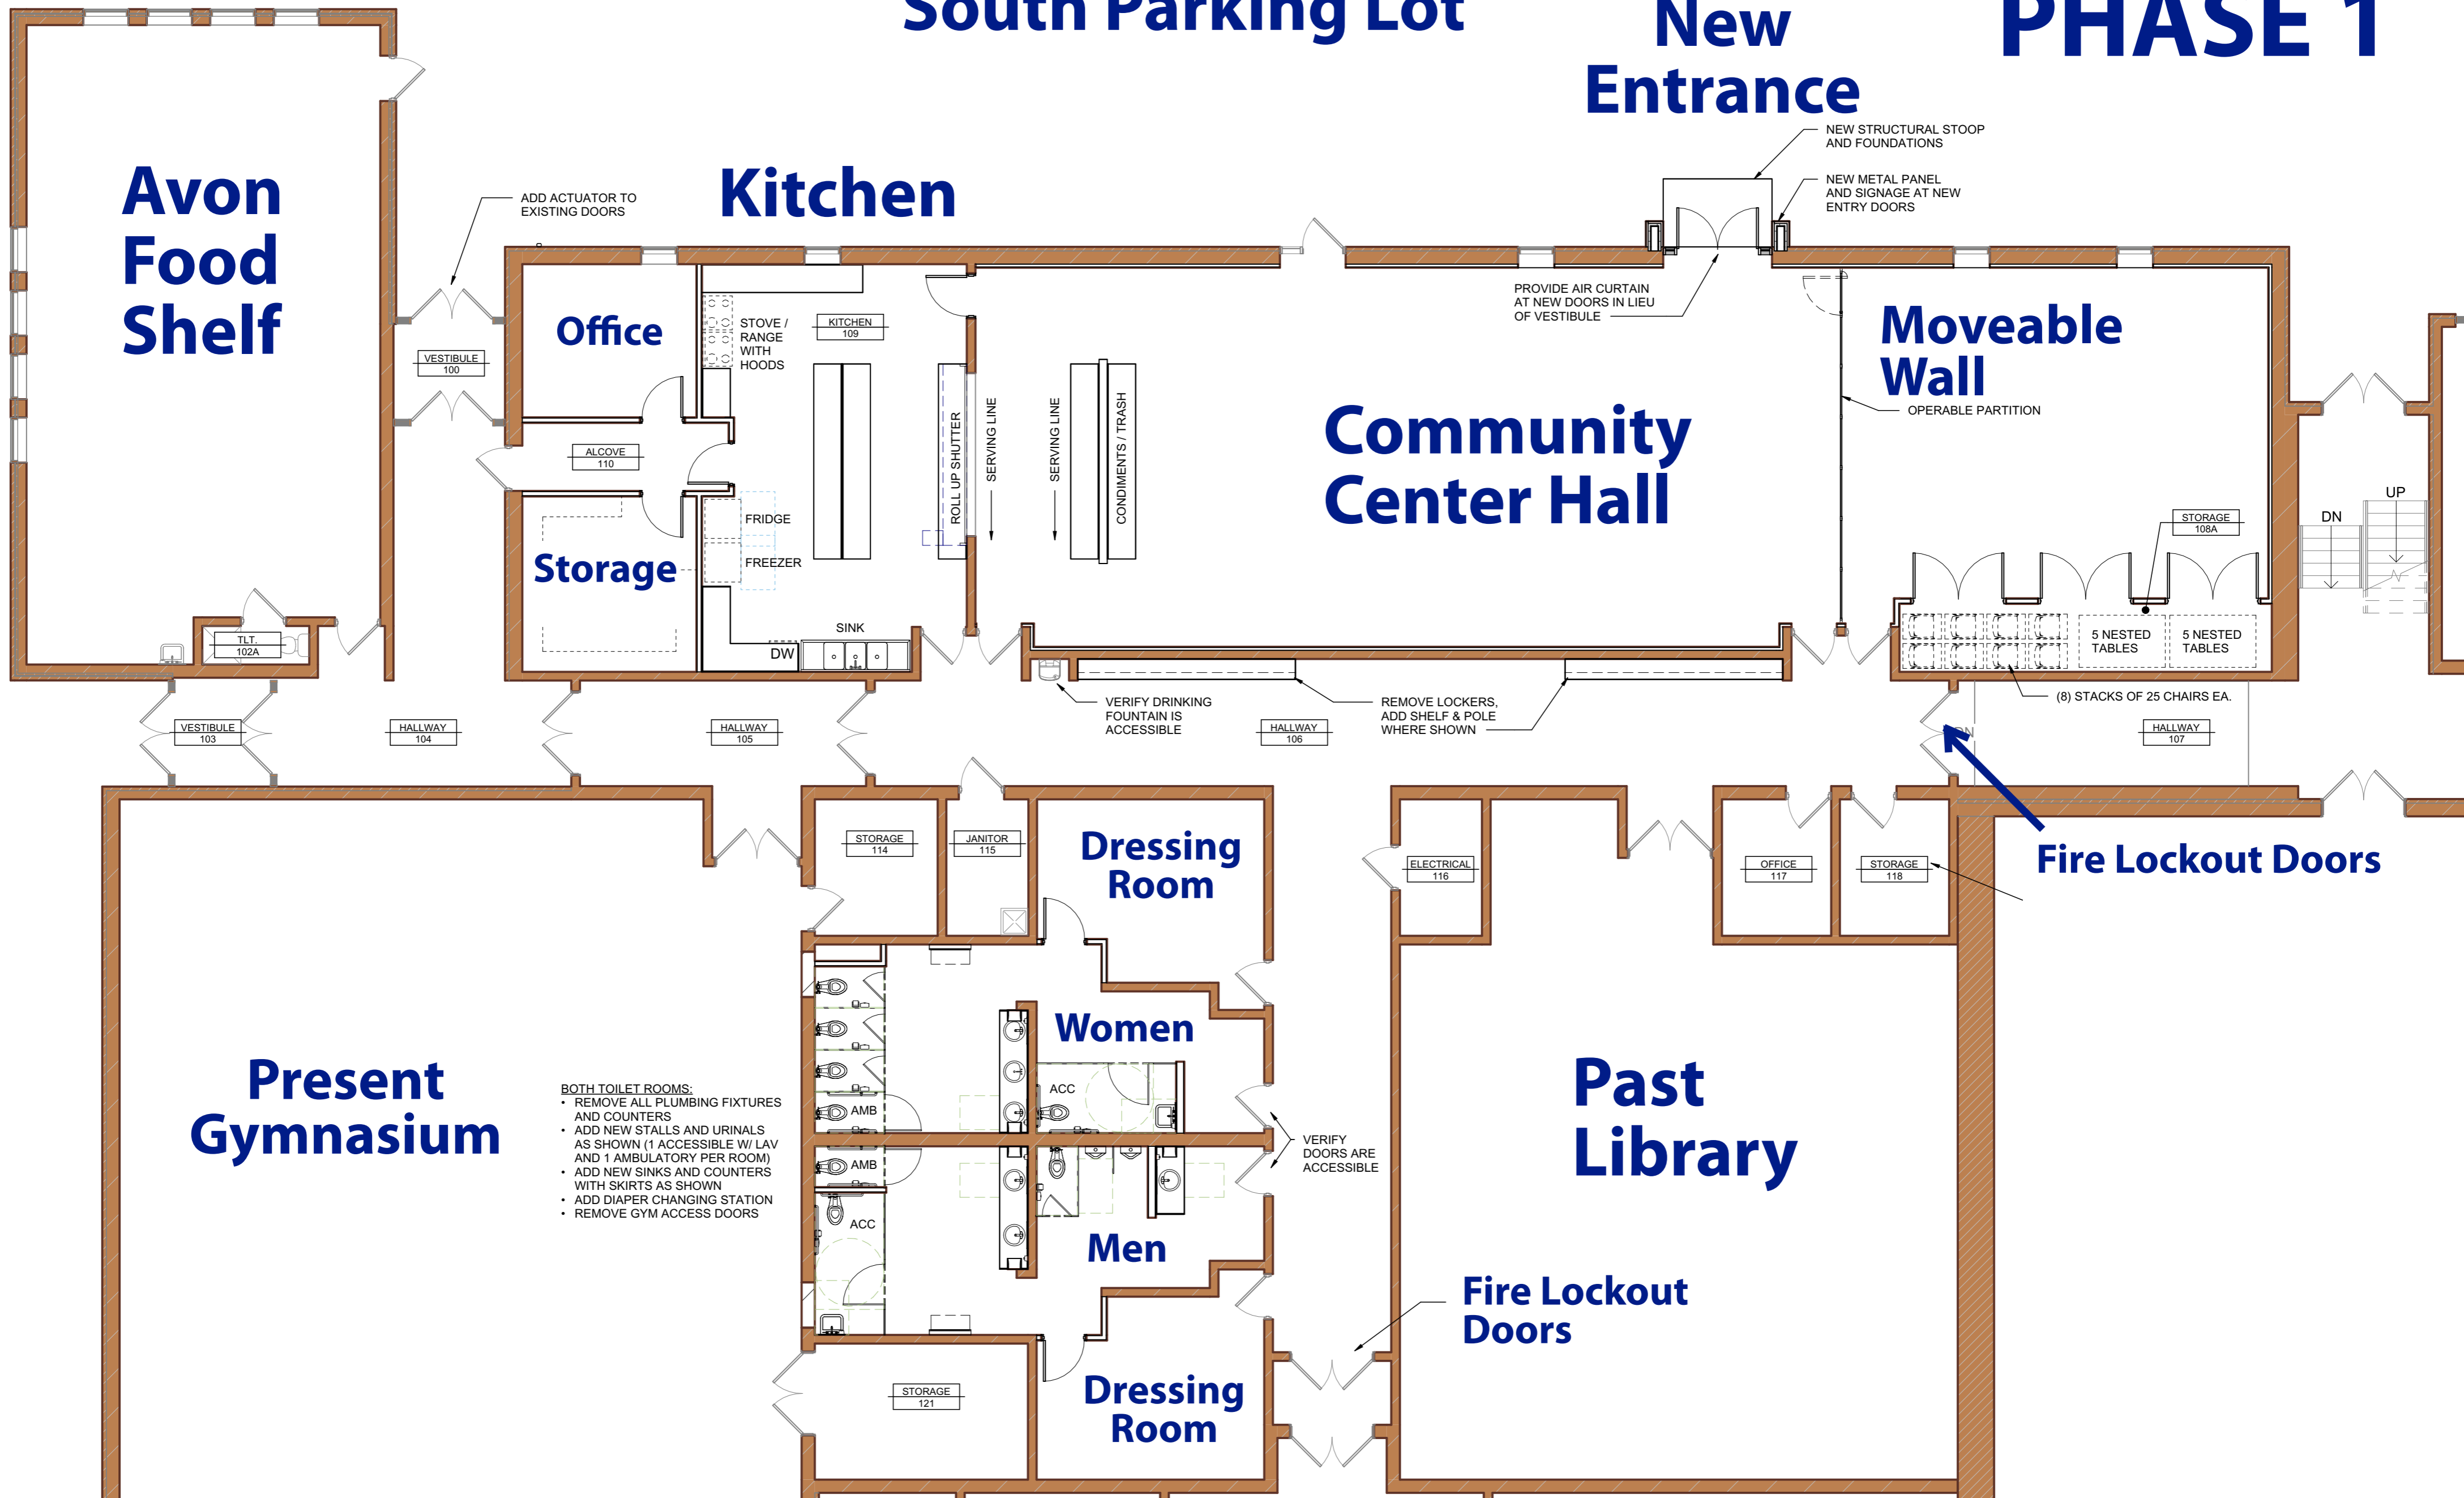 South Parking Lot
New
Entrance
PHASE 1
NEW STRUCTURAL STOOP
AND FOUNDATIONS
NEW METAL PANEL
AND SIGNAGE AT NEW
ENTRY DOORS
Avon
Food
Shelf
ADD ACTUATOR TO
EXISTING DOORS
Kitchen
VESTIBULE
100
Office
STOVE /
RANGE
WITH
HOODS
KITCHEN
109
PROVIDE AIR CURTAIN
AT NEW DOORS IN LIEU
OF VESTIBULE
Moveable
Wall
OPERABLE PARTITION
ROLL UP SHUTTER
SERVING LINE
SERVING LINE
CONDIMENTS / TRASH
Community
Center Hall
ALCOVE
110
FRIDGE
FREEZER
Storage
SINK
DW
STORAGE
108A
UP
DN
5 NESTED
TABLES
5 NESTED
TABLES
(8) STACKS OF 25 CHAIRS EA.
TLT.
102A
VESTIBULE
103
HALLWAY
104
HALLWAY
105
VERIFY DRINKING
FOUNTAIN IS
ACCESSIBLE
HALLWAY
106
REMOVE LOCKERS,
ADD SHELF & POLE
WHERE SHOWN
HALLWAY
107
Fire Lockout Doors
STORAGE
114
JANITOR
115
Dressing
Room
ELECTRICAL
116
OFFICE
117
STORAGE
118
Present
Gymnasium
BOTH TOILET ROOMS:
• REMOVE ALL PLUMBING FIXTURES
AND COUNTERS
• ADD NEW STALLS AND URINALS
AS SHOWN (1 ACCESSIBLE W/ LAV
AND 1 AMBULATORY PER ROOM)
• ADD NEW SINKS AND COUNTERS
WITH SKIRTS AS SHOWN
• ADD DIAPER CHANGING STATION
• REMOVE GYM ACCESS DOORS
Women
ACC
AMB
AMB
ACC
VERIFY
DOORS ARE
ACCESSIBLE
Men
Past
Library
Fire Lockout
Doors
STORAGE
121
Dressing
Room